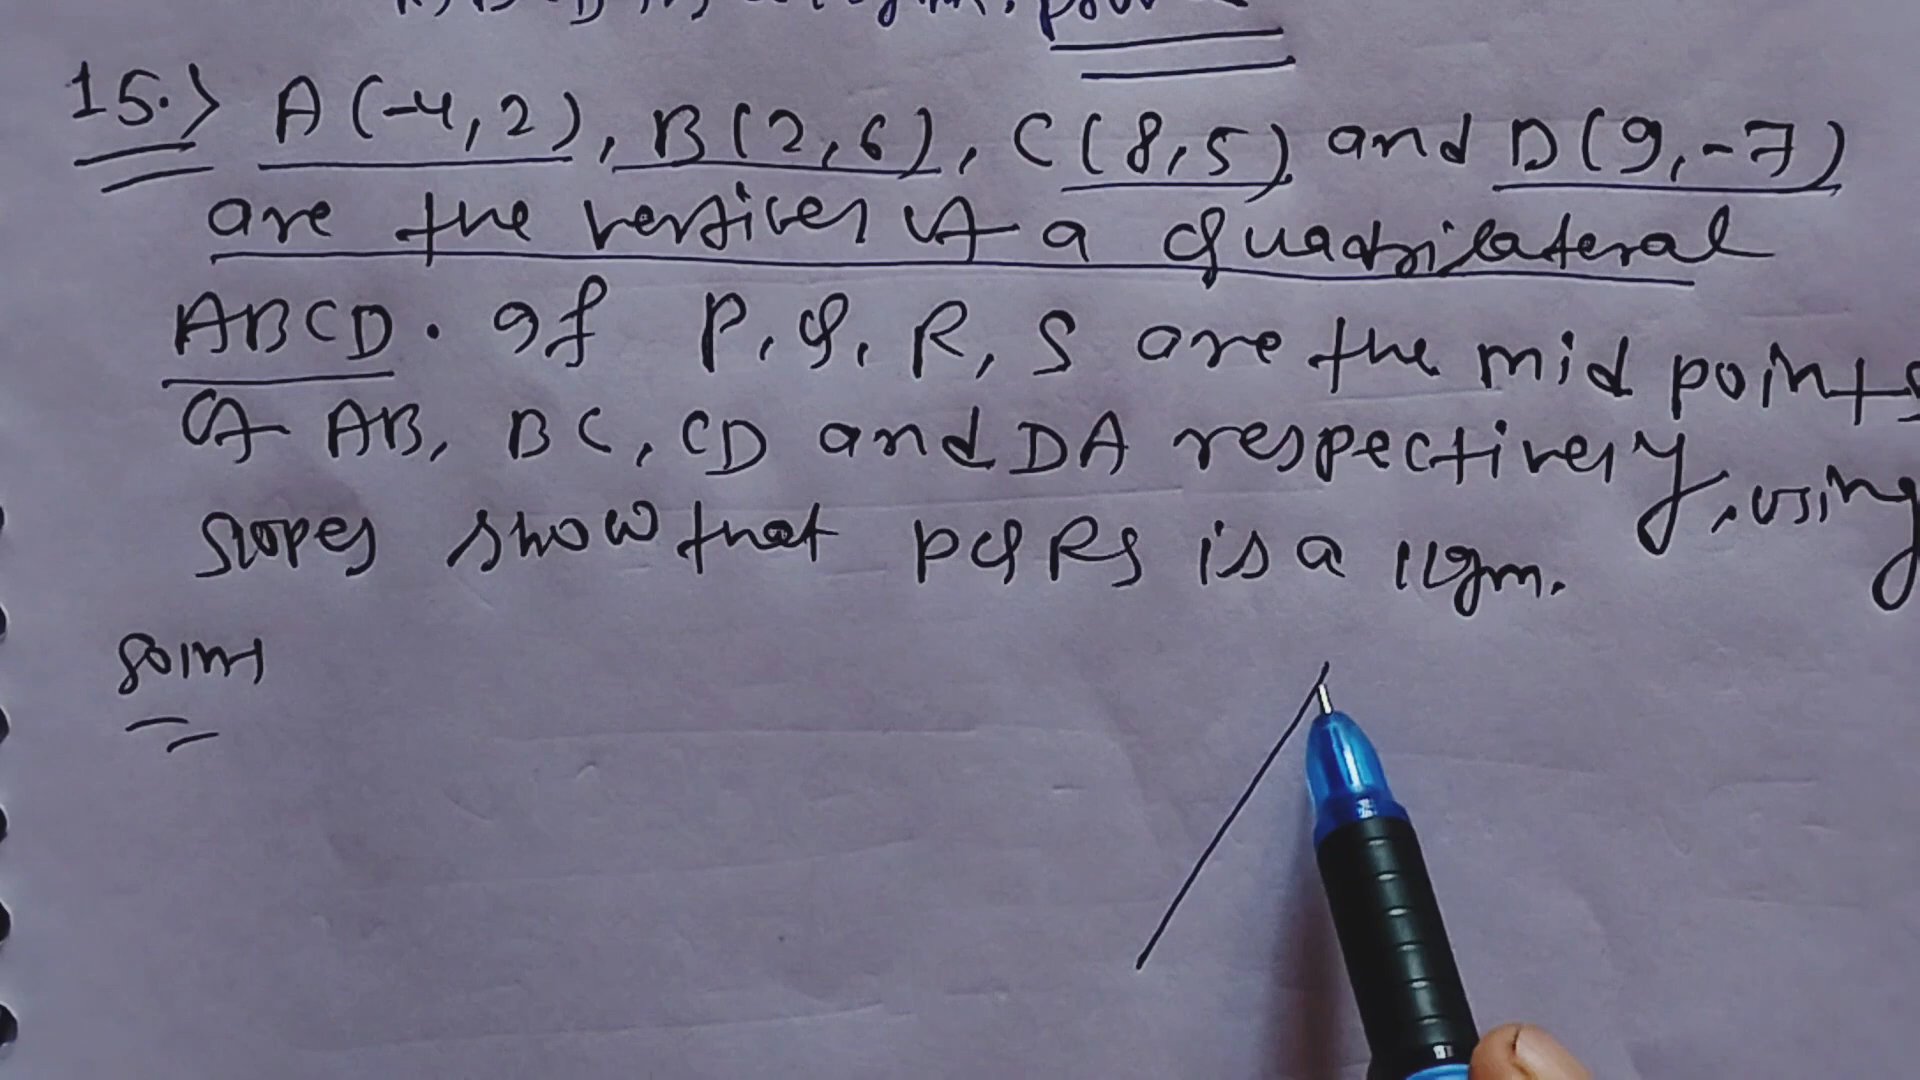 15.> A(-4,2), B(2,6), C(8,5) and D(9,-7)
are the vertices of a quadrilateral
ABCD. If P, Q, R, S are the mid points
of AB, BC, CD and DA respectively, using
slopes show that PQRS is a llgm.
soln